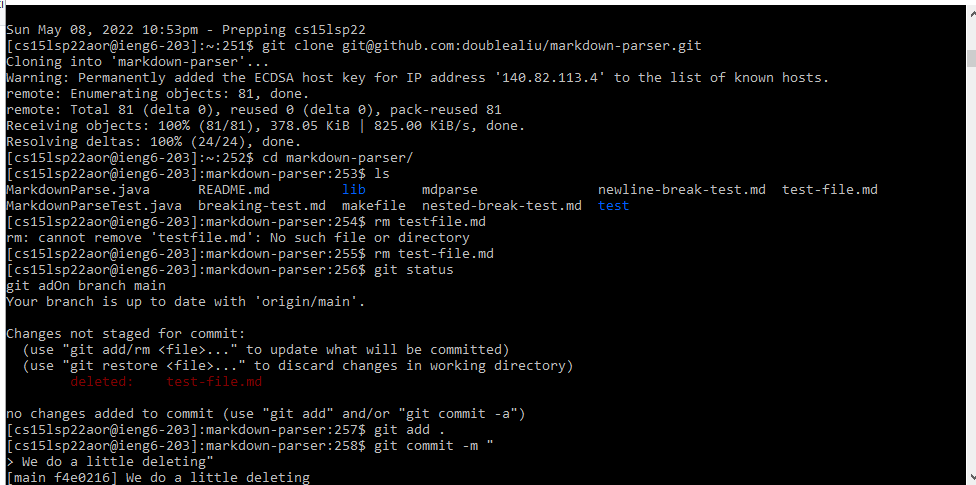 Sun May 08, 2022 10:53pm - Prepping cs15lsp22
[cs15lsp22aor@ieng6-203]:~:251$ git clone git@github.com:doublealiu/markdown-parser.git
Cloning into 'markdown-parser'...
Warning: Permanently added the ECDSA host key for IP address '140.82.113.4' to the list of known hosts.
remote: Enumerating objects: 81, done.
remote: Total 81 (delta 0), reused 0 (delta 0), pack-reused 81
Receiving objects: 100% (81/81), 378.05 KiB | 825.00 KiB/s, done.
Resolving deltas: 100% (24/24), done.
[cs15lsp22aor@ieng6-203]:~:252$ cd markdown-parser/
[cs15lsp22aor@ieng6-203]:markdown-parser:253$ ls
MarkdownParse.java      README.md         lib       mdparse               newline-break-test.md  test-file.md
MarkdownParseTest.java  breaking-test.md  makefile  nested-break-test.md  test
[cs15lsp22aor@ieng6-203]:markdown-parser:254$ rm testfile.md
rm: cannot remove 'testfile.md': No such file or directory
[cs15lsp22aor@ieng6-203]:markdown-parser:255$ rm test-file.md
[cs15lsp22aor@ieng6-203]:markdown-parser:256$ git status
git adOn branch main
Your branch is up to date with 'origin/main'.
Changes not staged for commit:
  (use "git add/rm <file>..." to update what will be committed)
  (use "git restore <file>..." to discard changes in working directory)
        deleted:    test-file.md
no changes added to commit (use "git add" and/or "git commit -a")
[cs15lsp22aor@ieng6-203]:markdown-parser:257$ git add .
[cs15lsp22aor@ieng6-203]:markdown-parser:258$ git commit -m "
> We do a little deleting"
[main f4e0216] We do a little deleting